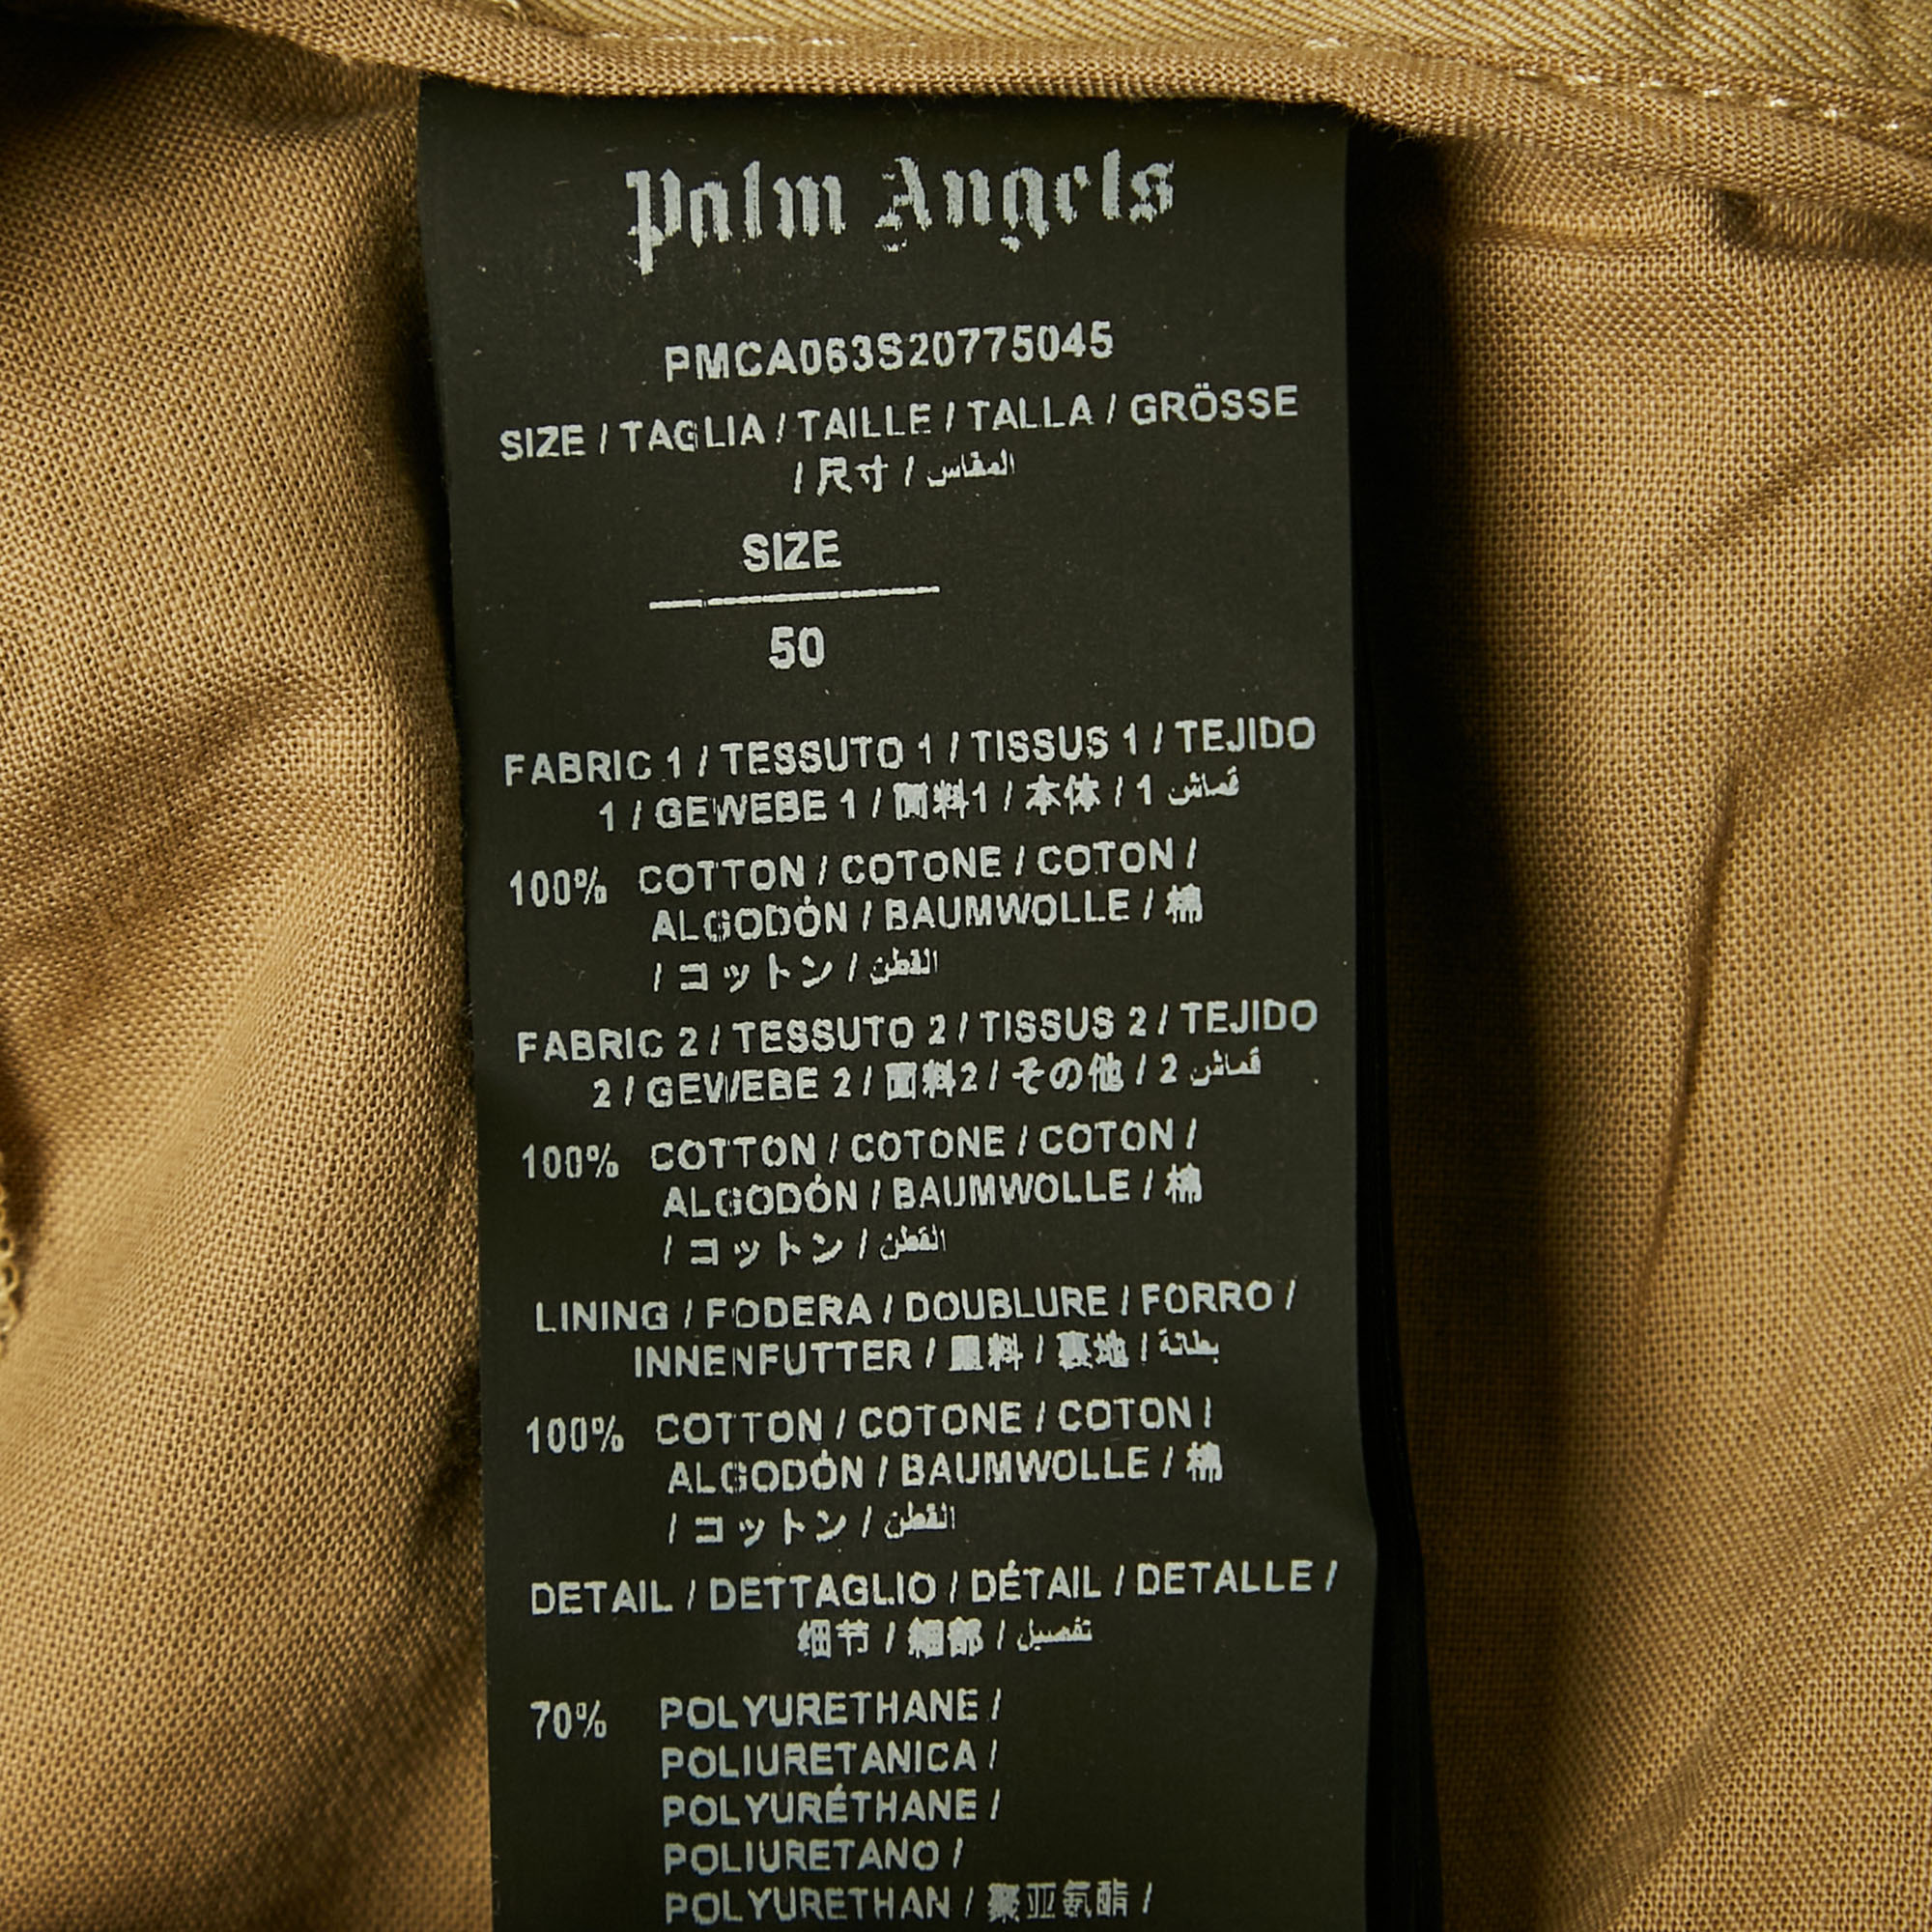 Palm Angels
PMCA063S20775045
SIZE / TAGLIA / TAILLE / TALLA / GRÖSSE
/ 尺寸 / المقاس
SIZE
50
FABRIC 1 / TESSUTO 1 / TISSUS 1 / TEJIDO
1 / GEWEBE 1 / 面料1 / 本体 / 1 قماش
100% COTTON / COTONE / COTON /
ALGODÓN / BAUMWOLLE / 棉
/ コットン / القطن
FABRIC 2 / TESSUTO 2 / TISSUS 2 / TEJIDO
2 / GEWEBE 2 / 面料2 / その他 / 2 قماش
100% COTTON / COTONE / COTON /
ALGODÓN / BAUMWOLLE / 棉
/ コットン / القطن
LINING / FODERA / DOUBLURE / FORRO /
INNENFUTTER / 里料 / 裏地 / بطانة
100% COTTON / COTONE / COTON /
ALGODÓN / BAUMWOLLE / 棉
/ コットン / القطن
DETAIL / DETTAGLIO / DÉTAIL / DETALLE /
细节 / 細部 / تفصيل
70% POLYURETHANE /
POLIURETANICA /
POLYURÉTHANE /
POLIURETANO /
POLYURETHAN / 聚亚氨酯 /